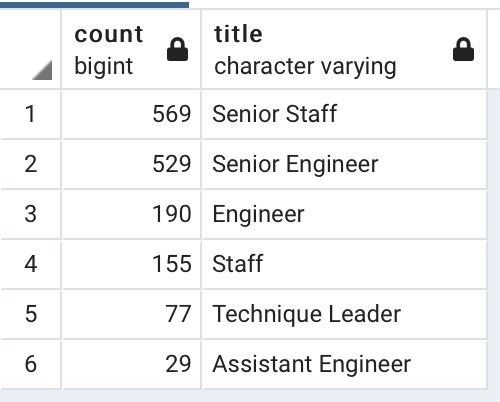 count title
bigint character varying
1 569 Senior Staff
2 529 Senior Engineer
3 190 Engineer
4 155 Staff
5 77 Technique Leader
6 29 Assistant Engineer